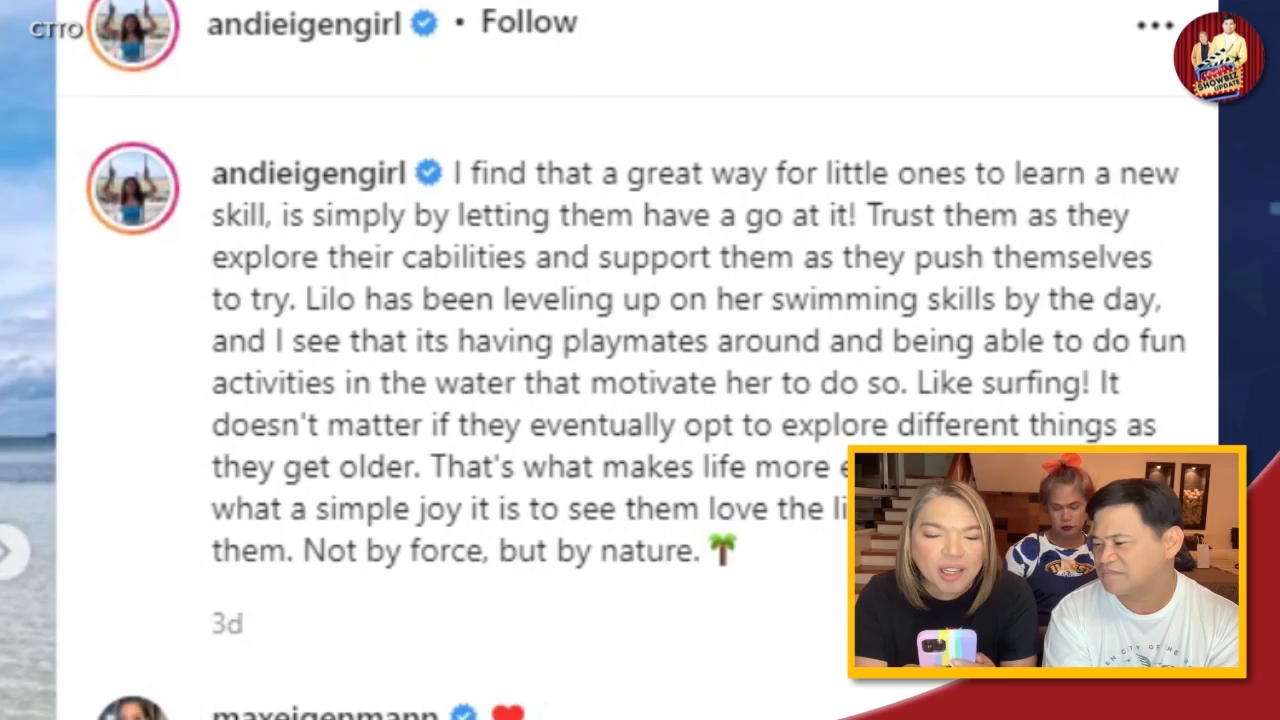 CTTO
andieigengirl • Follow
SHOWBIZ
UPDATE
andieigengirl I find that a great way for little ones to learn a new
skill, is simply by letting them have a go at it! Trust them as they
explore their cabilities and support them as they push themselves
to try. Lilo has been leveling up on her swimming skills by the day,
and I see that its having playmates around and being able to do fun
activities in the water that motivate her to do so. Like surfing! It
doesn't matter if they eventually opt to explore different things as
they get older. That's what makes life more
what a simple joy it is to see them love the
them. Not by force, but by nature. 🌴
3d
maxeigenmann ❤️